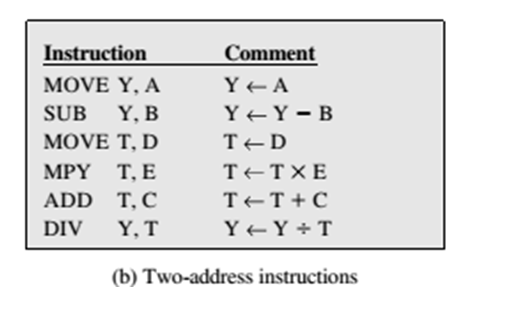 Instruction Comment
MOVE Y, A Y ← A
SUB Y, B Y ← Y − B
MOVE T, D T ← D
MPY T, E T ← T × E
ADD T, C T ← T + C
DIV Y, T Y ← Y ÷ T
(b) Two-address instructions